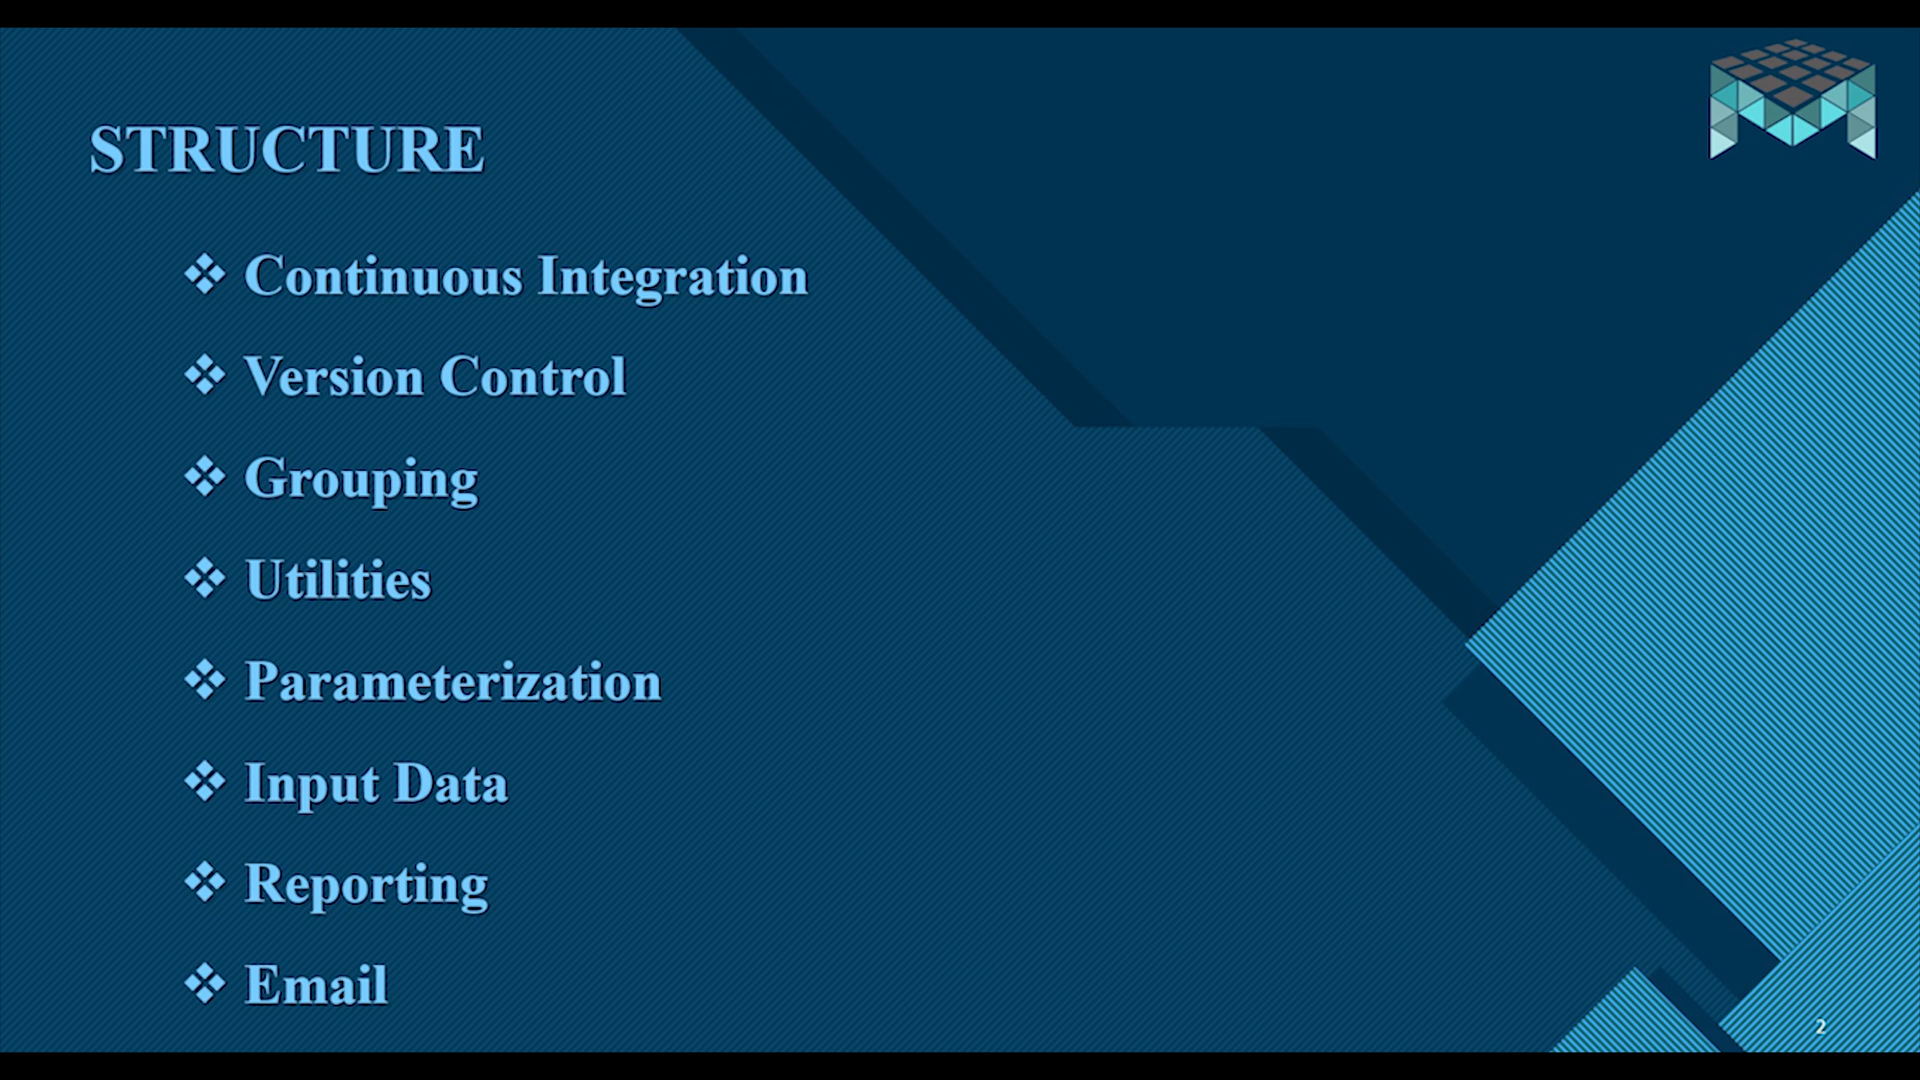 STRUCTURE
❖ Continuous Integration
❖ Version Control
❖ Grouping
❖ Utilities
❖ Parameterization
❖ Input Data
❖ Reporting
❖ Email
2